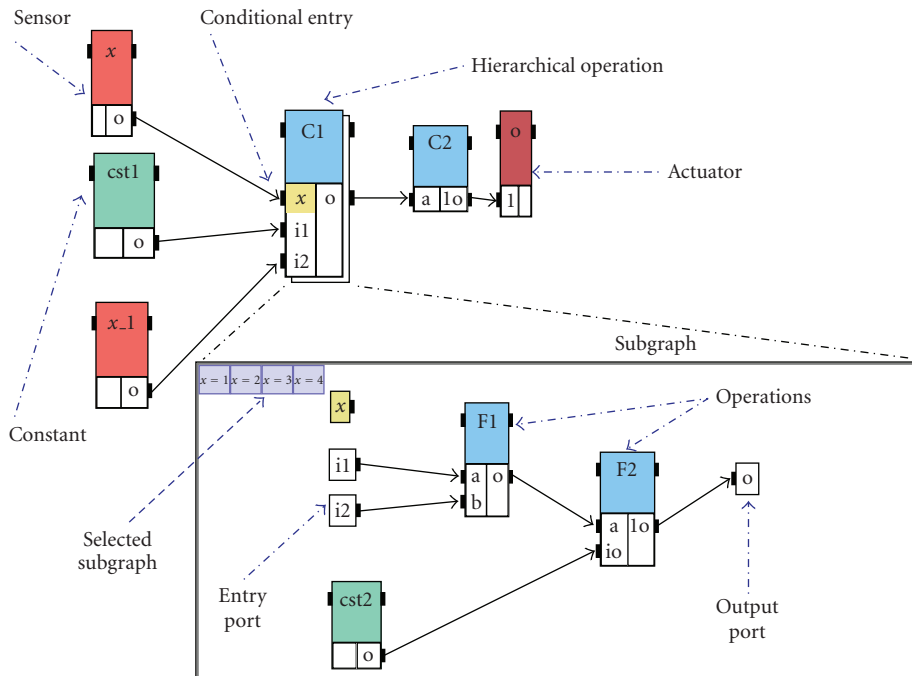 Sensor
Conditional entry
x
Hierarchical operation
o
C1
C2
o
cst1
Actuator
x o
a 1o
1
o
i1
i2
x_1
Subgraph
o
x = 1 x = 2 x = 3 x = 4
x
Operations
Constant
F1
i1
F2
a o
o
i2
b
a 1o
Selected
subgraph
io
Entry
port
cst2
Output
port
o